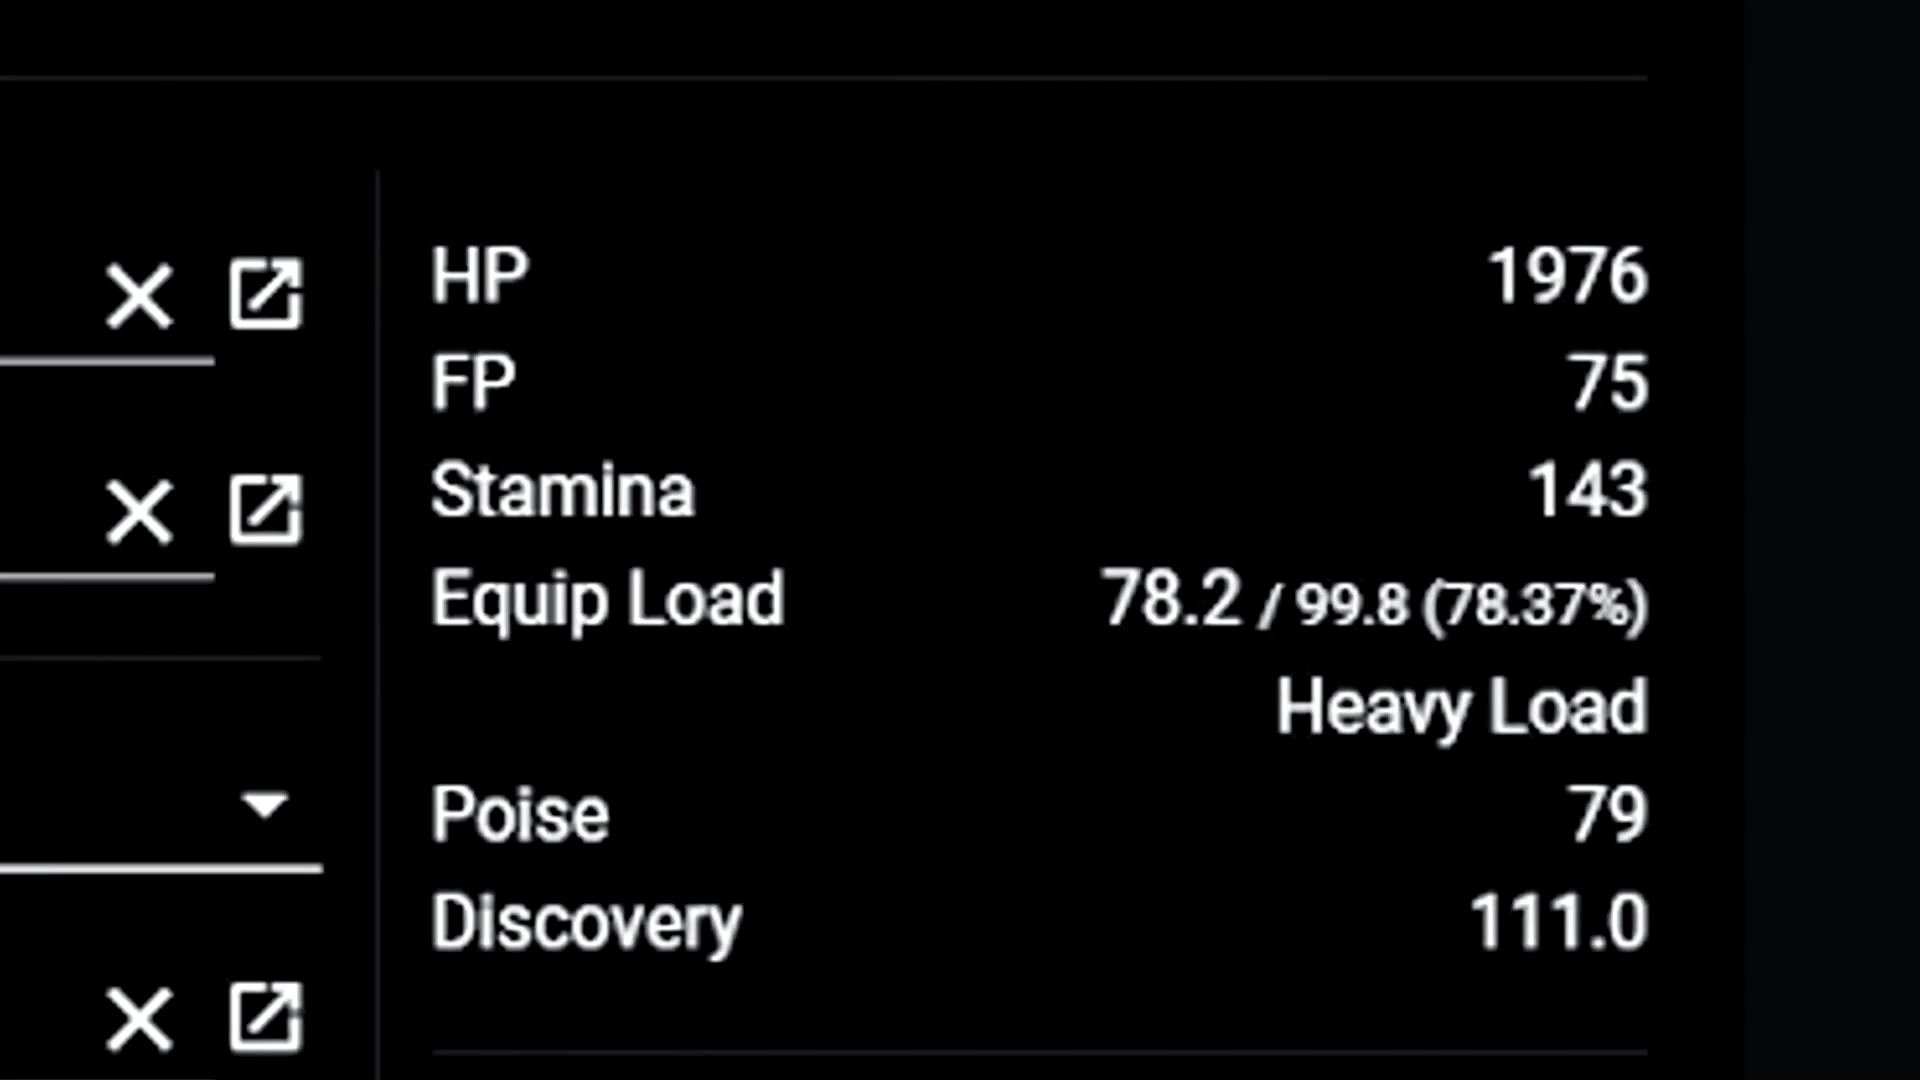 HP 1976
FP 75
Stamina 143
Equip Load 78.2 / 99.8 (78.37%)
Heavy Load
Poise 79
Discovery 111.0